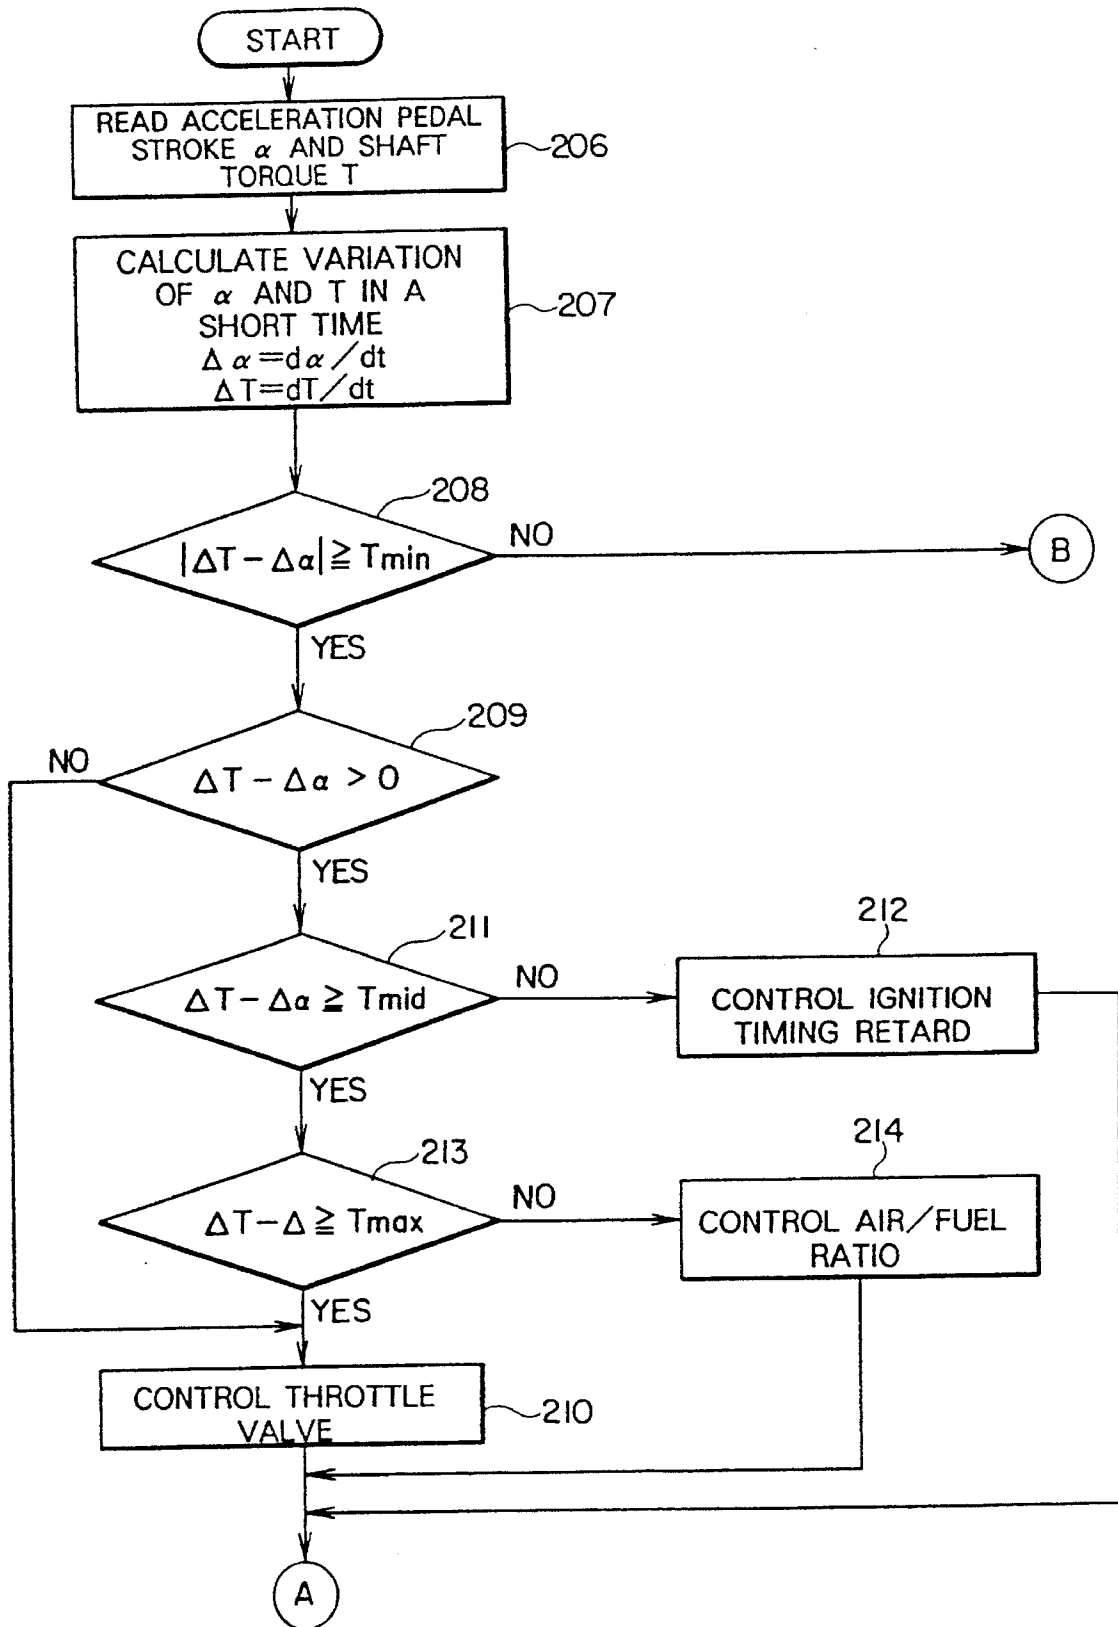 START
READ ACCELERATION PEDAL
STROKE α AND SHAFT
TORQUE T
206
CALCULATE VARIATION
OF α AND T IN A
SHORT TIME
Δα=dα/dt
ΔT=dT/dt
207
208
|ΔT-Δα|≧Tmin
NO
B
YES
209
NO
ΔT-Δα>0
YES
211
ΔT-Δα≧Tmid
NO
212
CONTROL IGNITION
TIMING RETARD
YES
213
ΔT-Δ≧Tmax
NO
214
CONTROL AIR/FUEL
RATIO
YES
CONTROL THROTTLE
VALVE
210
A